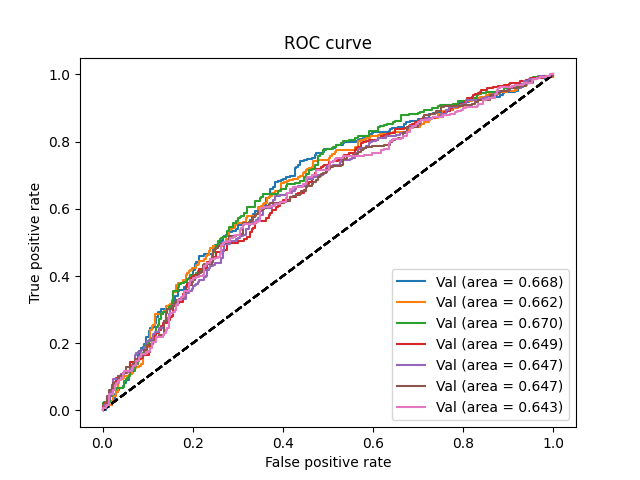 ROC curve
True positive rate
1.0
0.8
0.6
0.4
0.2
0.0
Val (area = 0.668)
Val (area = 0.662)
Val (area = 0.670)
Val (area = 0.649)
Val (area = 0.647)
Val (area = 0.647)
Val (area = 0.643)
0.0 0.2 0.4 0.6 0.8 1.0
False positive rate